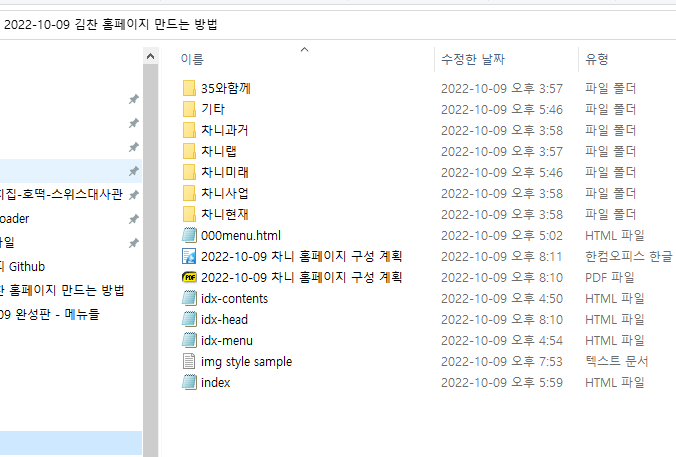 2022-10-09 김찬 홈페이지 만드는 방법
이름 수정한 날짜 유형
35와함께 2022-10-09 오후 3:57 파일 폴더
기타 2022-10-09 오후 5:46 파일 폴더
차니과거 2022-10-09 오후 3:58 파일 폴더
차니랩 2022-10-09 오후 3:57 파일 폴더
차니미래 2022-10-09 오후 5:46 파일 폴더
차니사업 2022-10-09 오후 3:58 파일 폴더
차니현재 2022-10-09 오후 3:58 파일 폴더
000menu.html 2022-10-09 오후 5:02 HTML 파일
2022-10-09 차니 홈페이지 구성 계획 2022-10-09 오후 8:11 한컴오피스 한글
PDF 2022-10-09 차니 홈페이지 구성 계획 2022-10-09 오후 8:10 PDF 파일
idx-contents 2022-10-09 오후 4:50 HTML 파일
idx-head 2022-10-09 오후 8:10 HTML 파일
idx-menu 2022-10-09 오후 4:54 HTML 파일
img style sample 2022-10-09 오후 7:53 텍스트 문서
index 2022-10-09 오후 5:59 HTML 파일
지집-호떡-스위스대사관
oader
일
Github
홈페이지 만드는 방법
09 완성판 - 메뉴들